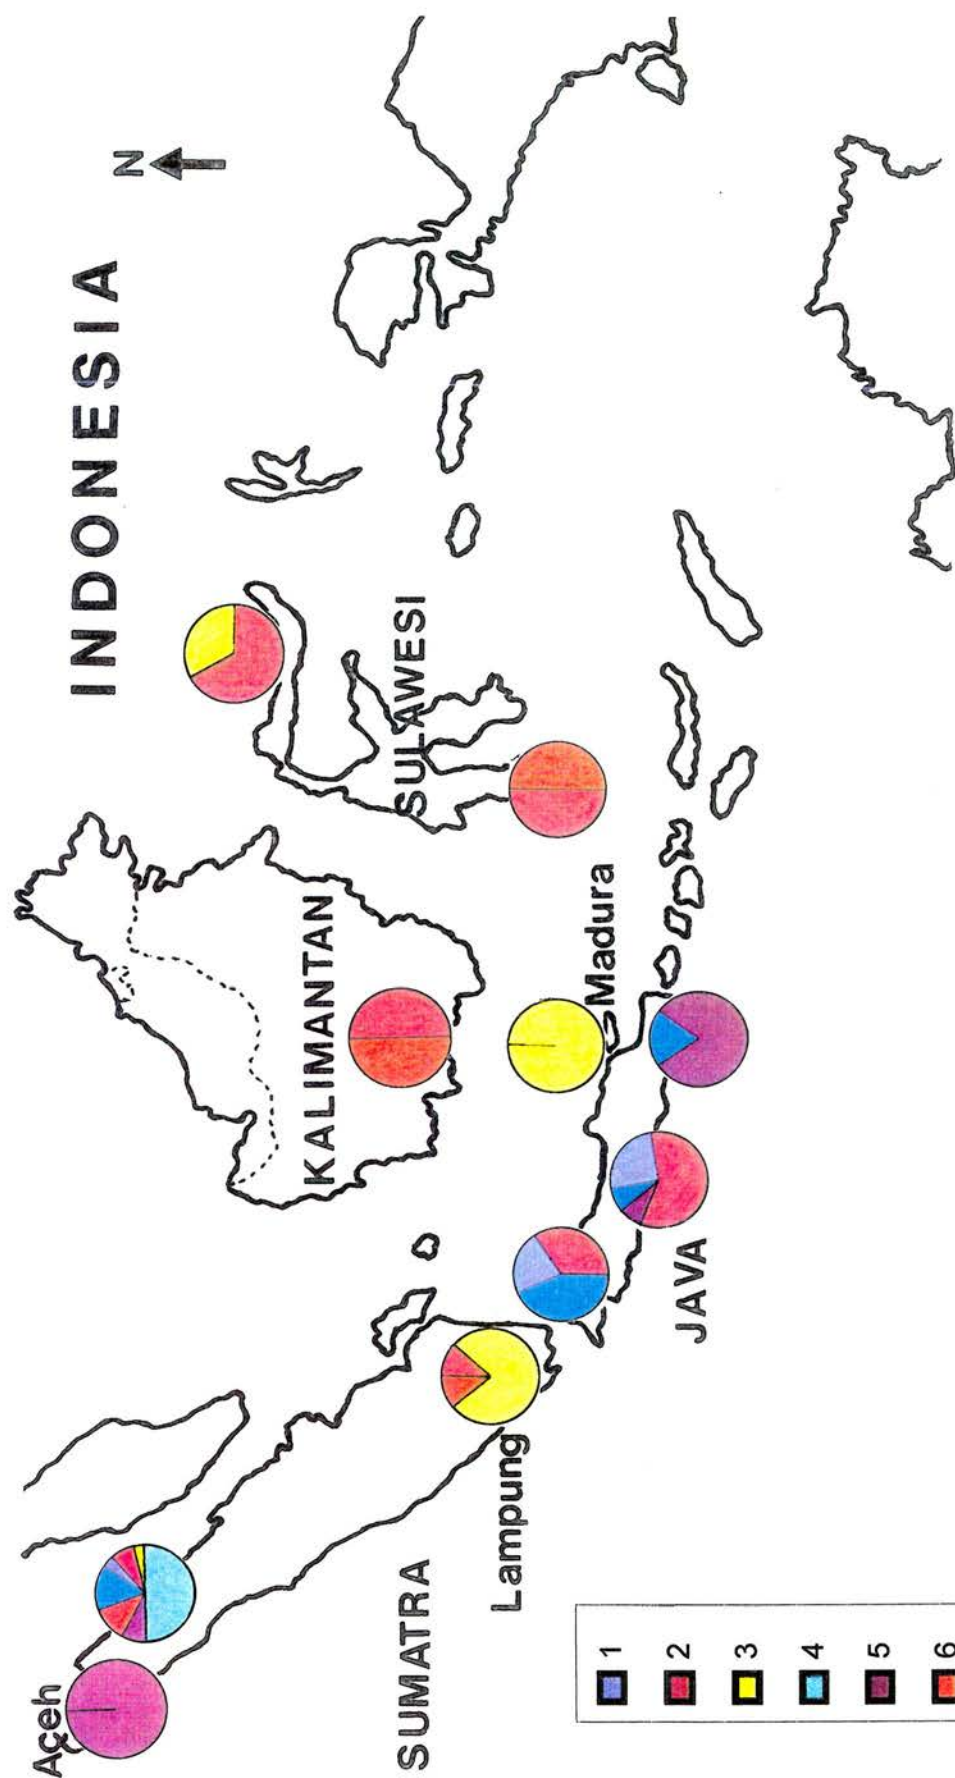 INDONESIA
N
Aceh
SUMATRA
Lampung
KALIMANTAN
SULAWESI
Madura
JAVA
1
2
3
4
5
6